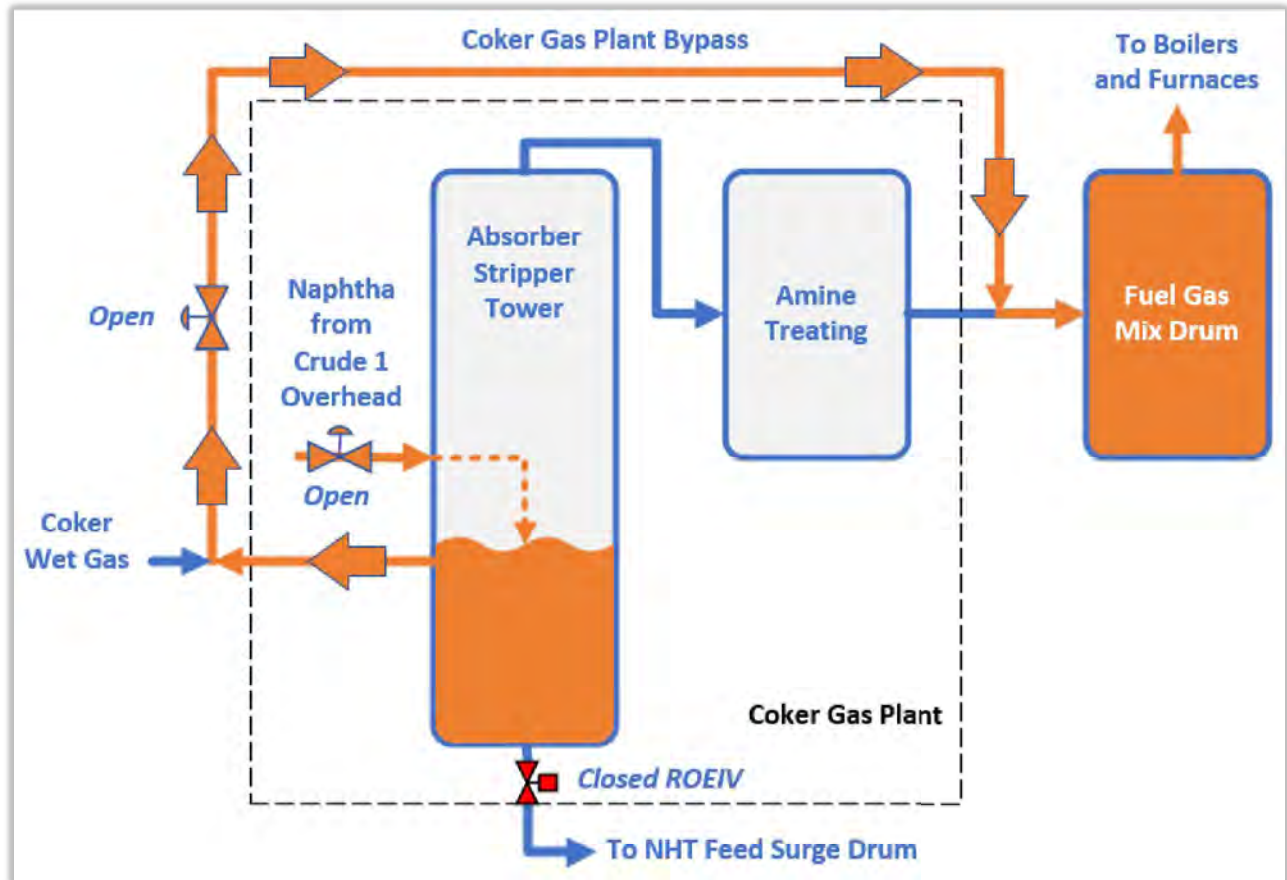 Coker Gas Plant Bypass
To Boilers
and Furnaces
Absorber
Stripper
Tower
Naphtha
from
Crude 1
Overhead
Open
Amine
Treating
Fuel Gas
Mix Drum
Open
Coker
Wet Gas
Coker Gas Plant
Closed ROEIV
To NHT Feed Surge Drum